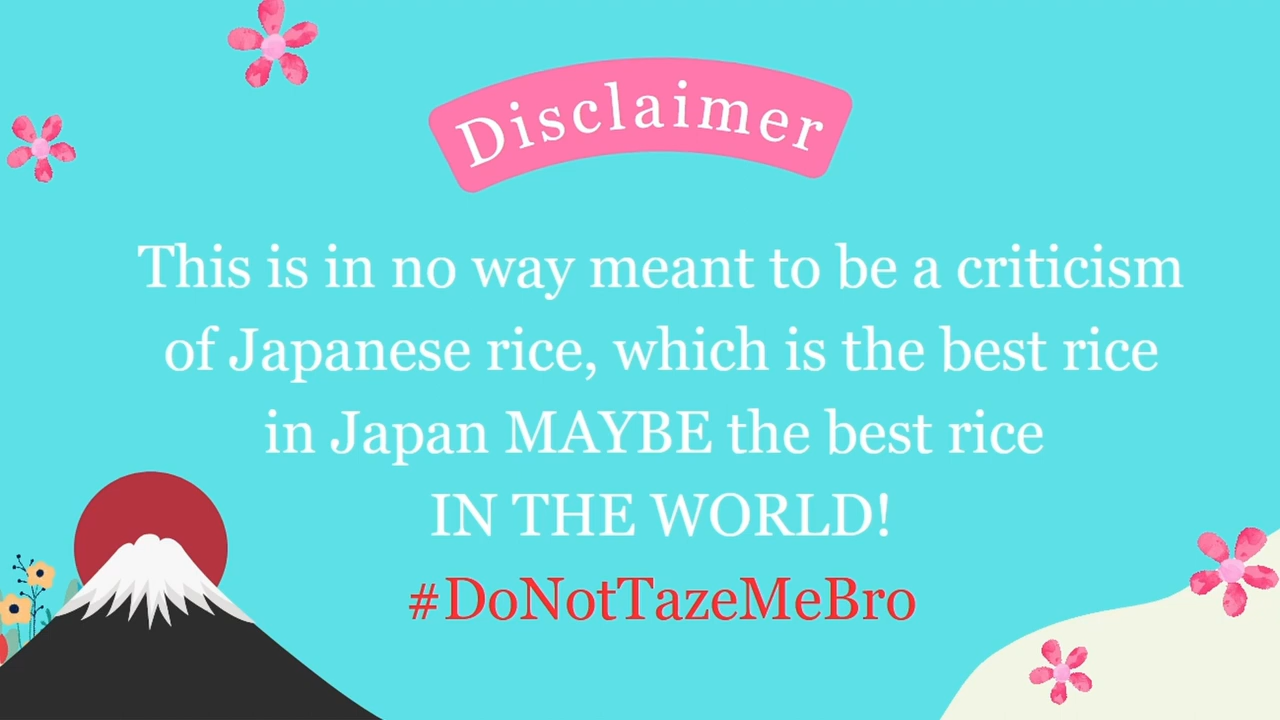 Disclaimer
This is in no way meant to be a criticism
of Japanese rice, which is the best rice
in Japan MAYBE the best rice
IN THE WORLD!
#DoNotTazeMeBro